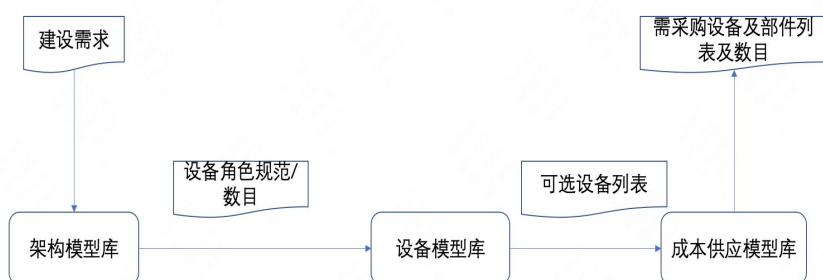 建设需求
需采购设备及部件列
表及数目
设备角色规范/
数目
可选设备列表
架构模型库
设备模型库
成本供应模型库